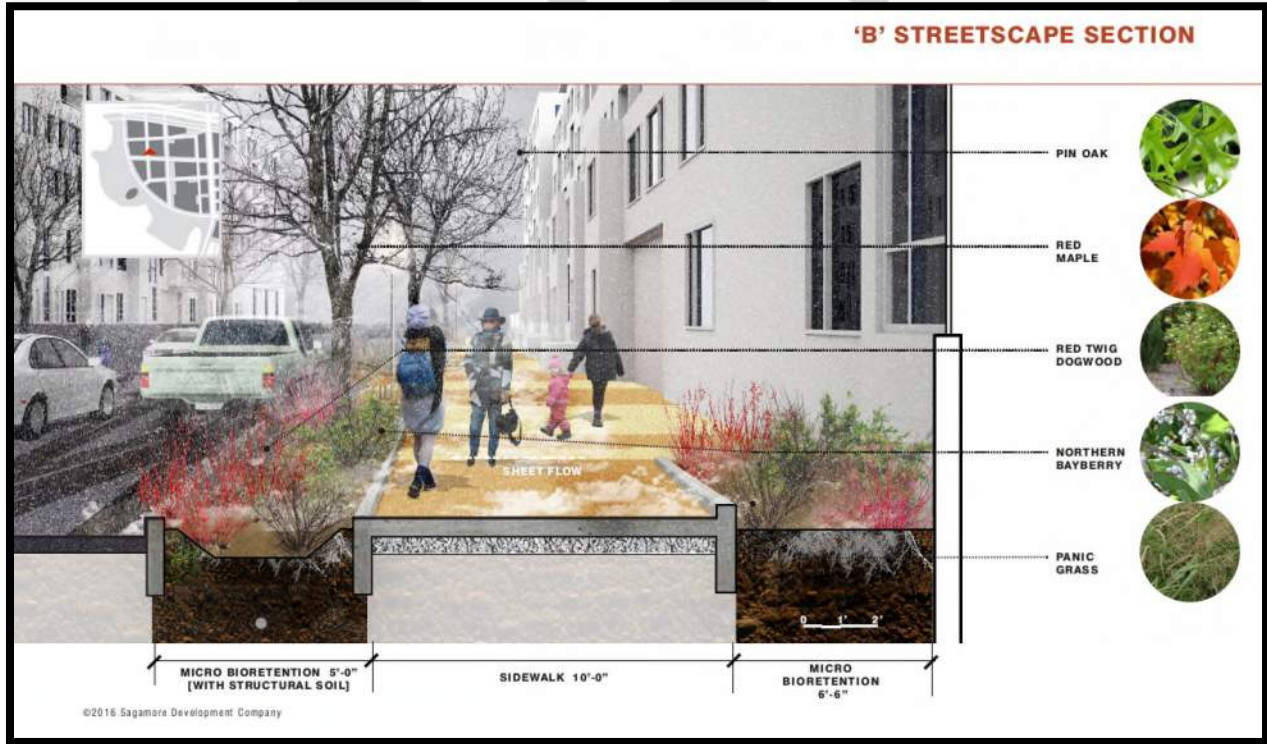 'B' STREETSCAPE SECTION
PIN OAK
RED
MAPLE
RED TWIG
DOGWOOD
NORTHERN
BAYBERRY
SHEET FLOW
PANIC
GRASS
0 1' 2'
MICRO BIORETENTION 5'-0"
[WITH STRUCTURAL SOIL]
SIDEWALK 10'-0"
MICRO
BIORETENTION
6'-6"
©2016 Sagamore Development Company